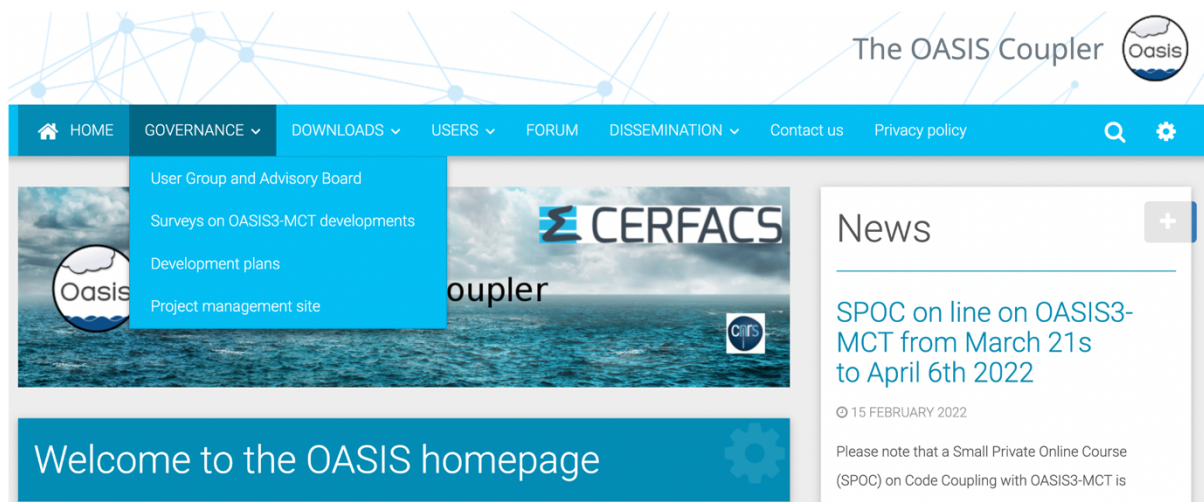 The OASIS Coupler
Oasis
HOME GOVERNANCE DOWNLOADS USERS FORUM DISSEMINATION Contact us Privacy policy
User Group and Advisory Board
Surveys on OASIS3-MCT developments
Development plans
Project management site
CERFACS
Oasis
oupler
cnrs
Welcome to the OASIS homepage
News
SPOC on line on OASIS3-
MCT from March 21s
to April 6th 2022
15 FEBRUARY 2022
Please note that a Small Private Online Course
(SPOC) on Code Coupling with OASIS3-MCT is